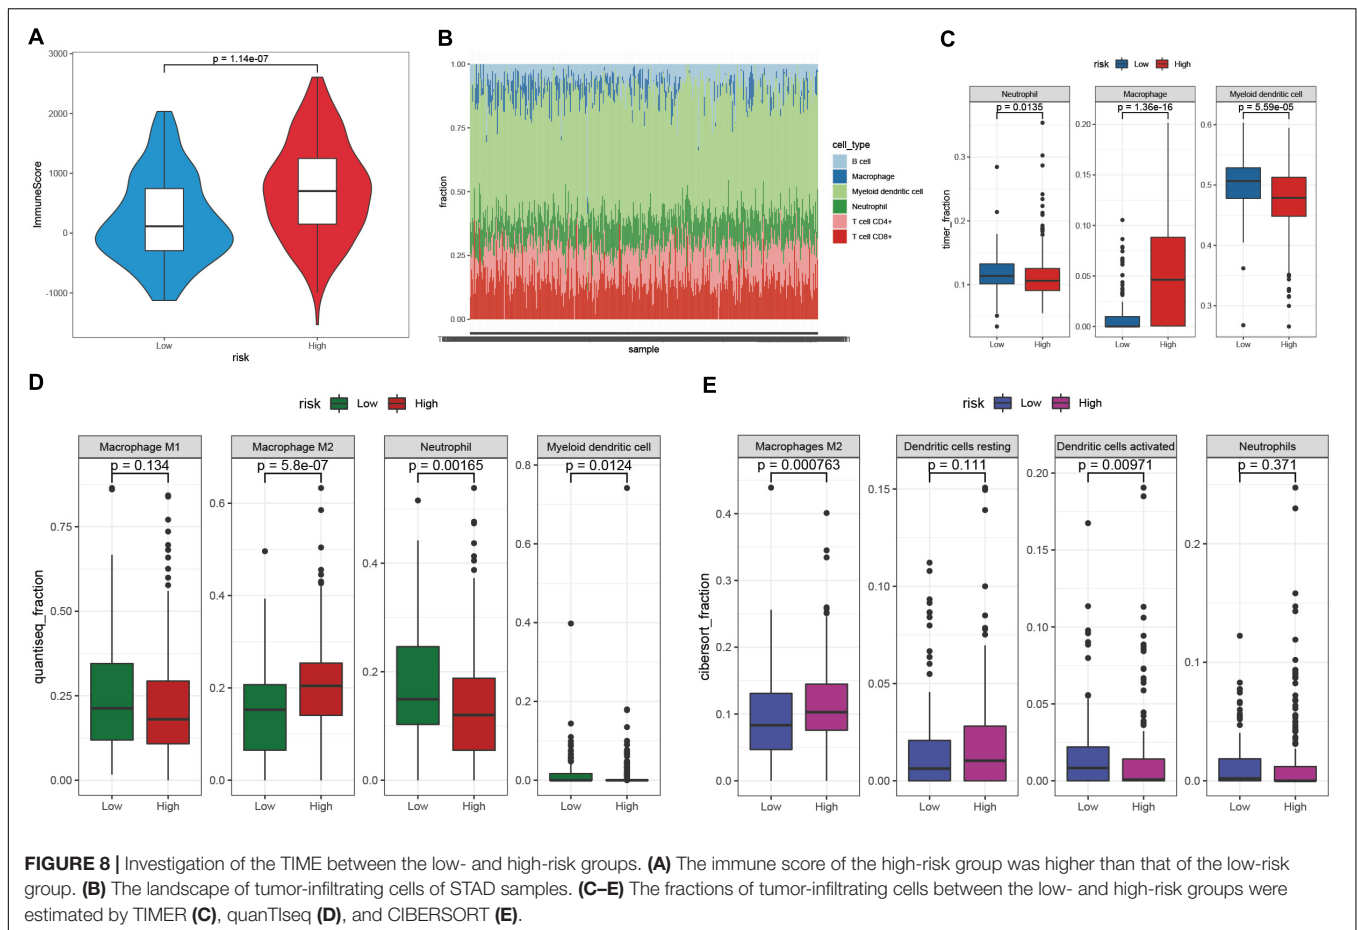 A
3000
2000
1000
0
-1000
ImmuneScore
p = 1.14e-07
Low
High
risk
B
1.00
0.75
0.50
0.25
0.00
fraction
sample
cell_type
B cell
Macrophage
Myeloid dendritic cell
Neutrophil
T cell CD4+
T cell CD8+
C
risk Low High
timer_fraction
Neutrophil
p = 0.0135
0.3
0.2
0.1
Low High
Macrophage
p = 1.36e-16
0.20
0.15
0.10
0.05
0.00
Low High
Myeloid dendritic cell
p = 5.59e-05
0.6
0.5
0.4
0.3
Low High
D
risk Low High
quantiseq_fraction
Macrophage M1
p = 0.134
0.75
0.50
0.25
0.00
Low High
Macrophage M2
p = 5.8e-07
0.6
0.4
0.2
0.0
Low High
Neutrophil
p = 0.00165
0.4
0.2
0.0
Low High
Myeloid dendritic cell
p = 0.0124
0.8
0.6
0.4
0.2
0.0
Low High
E
risk Low High
cibersort_fraction
Macrophages M2
p = 0.000763
0.4
0.3
0.2
0.1
0.0
Low High
Dendritic cells resting
p = 0.111
0.15
0.10
0.05
0.00
Low High
Dendritic cells activated
p = 0.00971
0.20
0.15
0.10
0.05
0.00
Low High
Neutrophils
p = 0.371
0.2
0.1
0.0
Low High
FIGURE 8 | Investigation of the TIME between the low- and high-risk groups. (A) The immune score of the high-risk group was higher than that of the low-risk
group. (B) The landscape of tumor-infiltrating cells of STAD samples. (C–E) The fractions of tumor-infiltrating cells between the low- and high-risk groups were
estimated by TIMER (C), quanTIseq (D), and CIBERSORT (E).